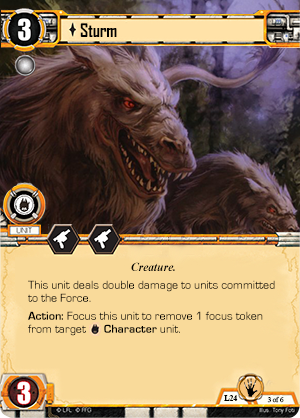 3
Sturm
UNIT
Creature.
This unit deals double damage to units committed
to the Force.
Action: Focus this unit to remove 1 focus token
from target Character unit.
3
L24
3 of 6
© LFL © FFG
Illus. Tony Foti